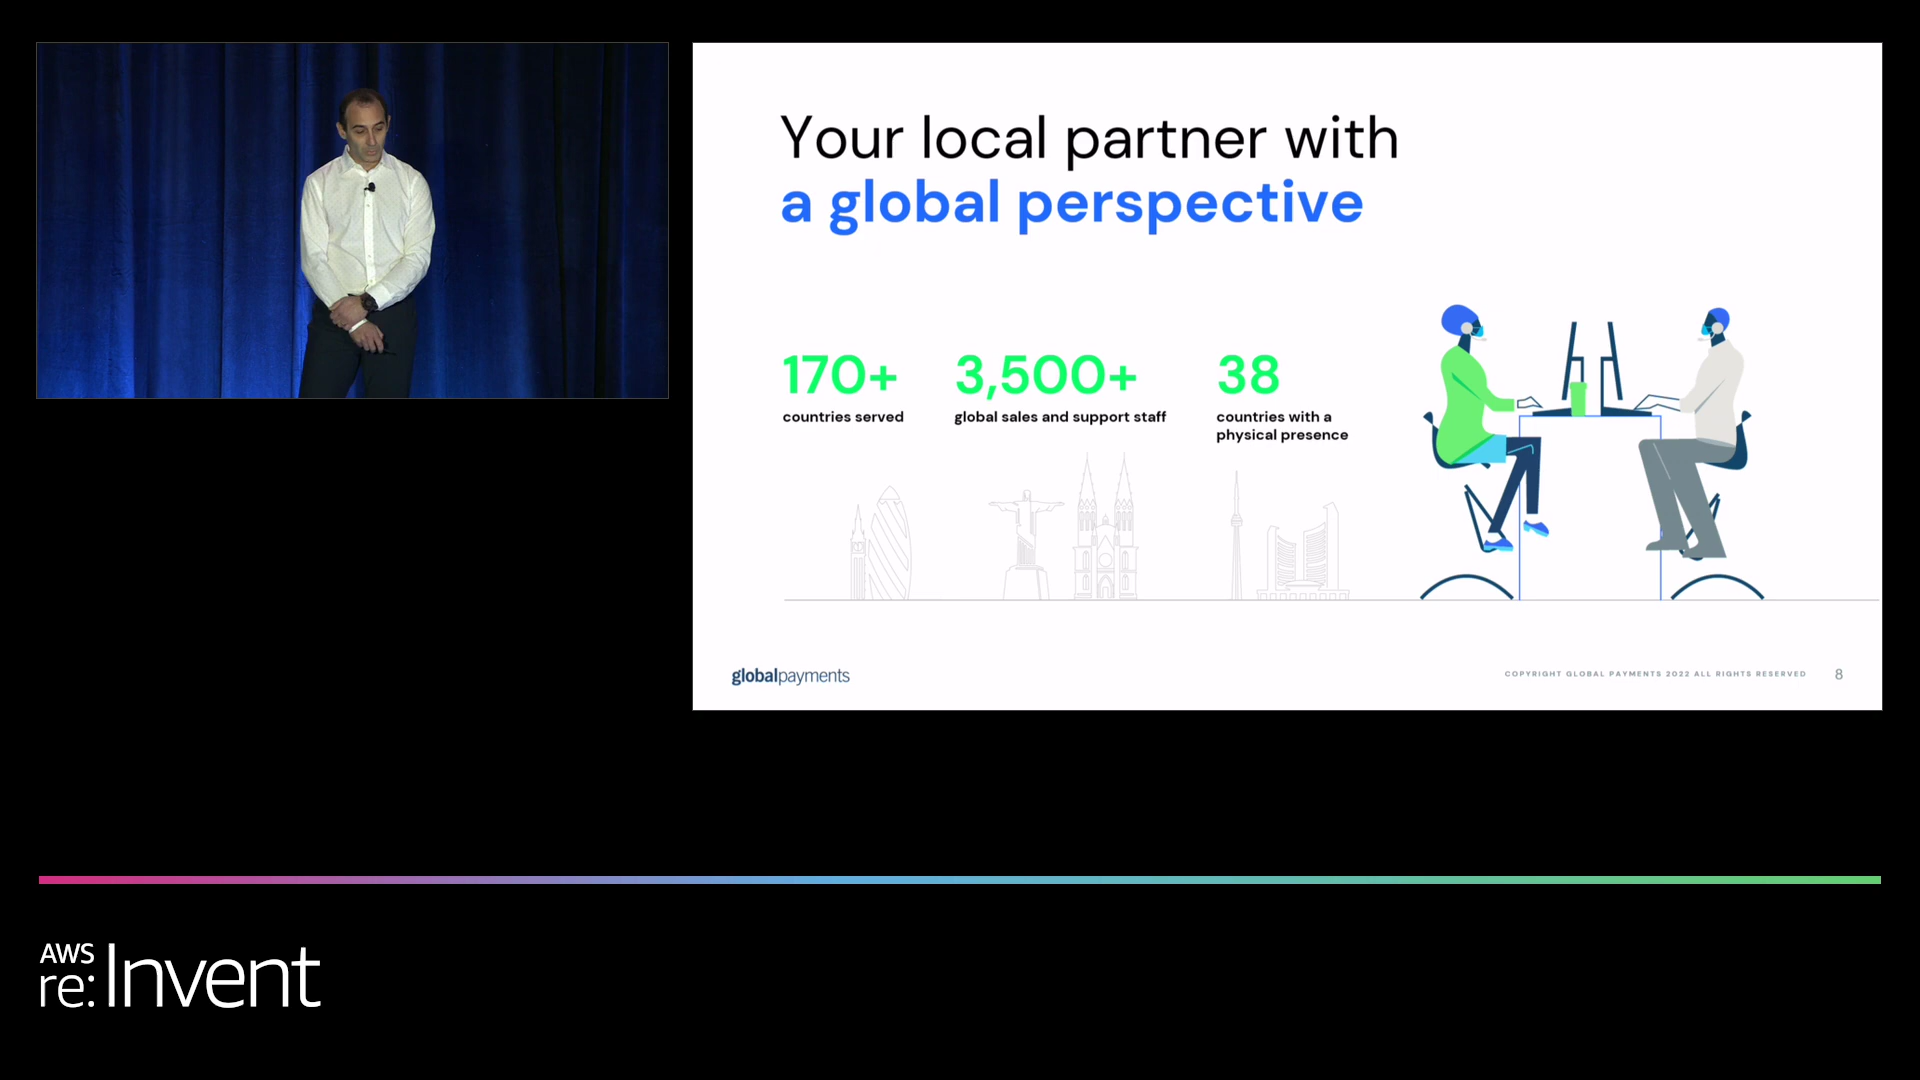 Your local partner with
a global perspective
170+
countries served
3,500+
global sales and support staff
38
countries with a
physical presence
globalpayments
COPYRIGHT GLOBAL PAYMENTS 2022 ALL RIGHTS RESERVED
8
AWS
re:Invent